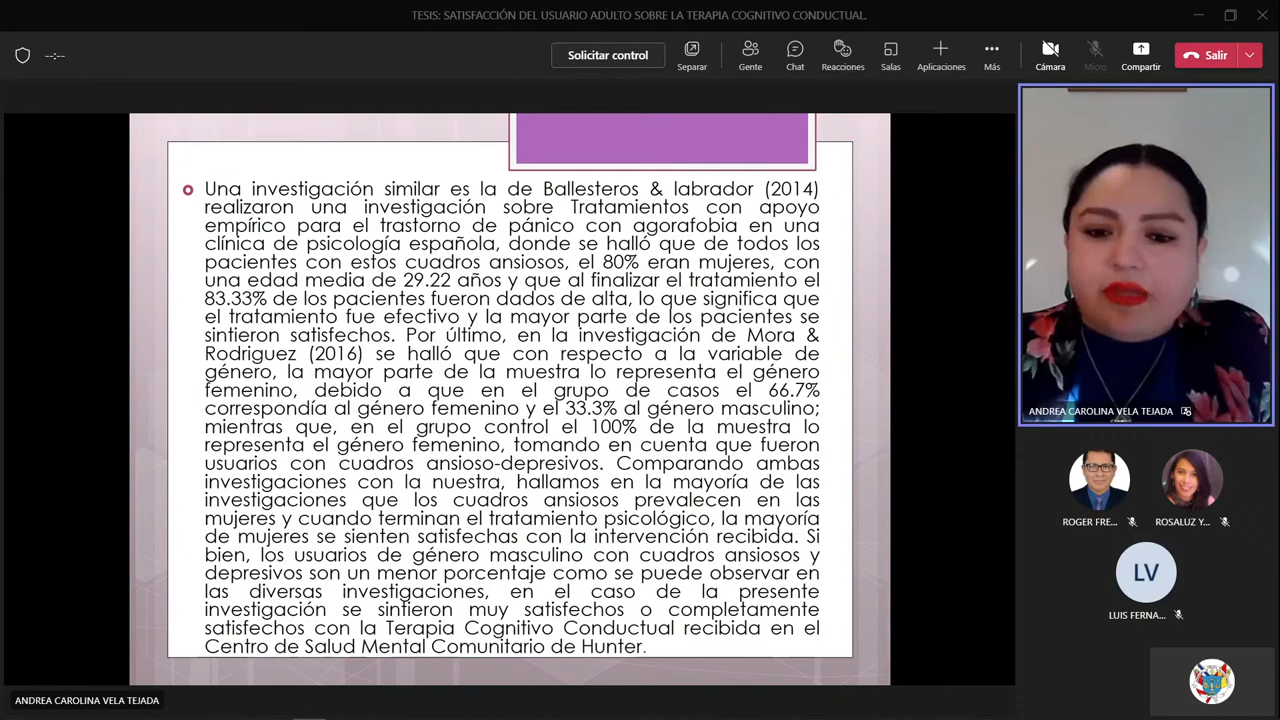 TESIS: SATISFACCIÓN DEL USUARIO ADULTO SOBRE LA TERAPIA COGNITIVO CONDUCTUAL.
--:--
Solicitar control
Separar
Gente
Chat
Reacciones
Salas
Aplicaciones
Más
Cámara
Micro
Compartir
Salir
Una investigación similar es la de Ballesteros & labrador (2014)
realizaron una investigación sobre Tratamientos con apoyo
empírico para el trastorno de pánico con agorafobia en una
clínica de psicología española, donde se halló que de todos los
pacientes con estos cuadros ansiosos, el 80% eran mujeres, con
una edad media de 29.22 años y que al finalizar el tratamiento el
83.33% de los pacientes fueron dados de alta, lo que significa que
el tratamiento fue efectivo y la mayor parte de los pacientes se
sintieron satisfechos. Por último, en la investigación de Mora &
Rodriguez (2016) se halló que con respecto a la variable de
género, la mayor parte de la muestra lo representa el género
femenino, debido a que en el grupo de casos el 66.7%
correspondía al género femenino y el 33.3% al género masculino;
mientras que, en el grupo control el 100% de la muestra lo
representa el género femenino, tomando en cuenta que fueron
usuarios con cuadros ansioso-depresivos. Comparando ambas
investigaciones con la nuestra, hallamos en la mayoría de las
investigaciones que los cuadros ansiosos prevalecen en las
mujeres y cuando terminan el tratamiento psicológico, la mayoría
de mujeres se sienten satisfechas con la intervención recibida. Si
bien, los usuarios de género masculino con cuadros ansiosos y
depresivos son un menor porcentaje como se puede observar en
las diversas investigaciones, en el caso de la presente
investigación se sintieron muy satisfechos o completamente
satisfechos con la Terapia Cognitivo Conductual recibida en el
Centro de Salud Mental Comunitario de Hunter.
ANDREA CAROLINA VELA TEJADA
ROGER FRE...
ROSALUZ Y...
LV
LUIS FERNA...
ANDREA CAROLINA VELA TEJADA